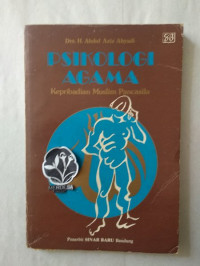 Drs H. Abdul Aziz Ahyadi
PSIKOLOGI
AGAMA
Kepribadian Muslim Pancasila
Penerbit SINAR BARU Bandung